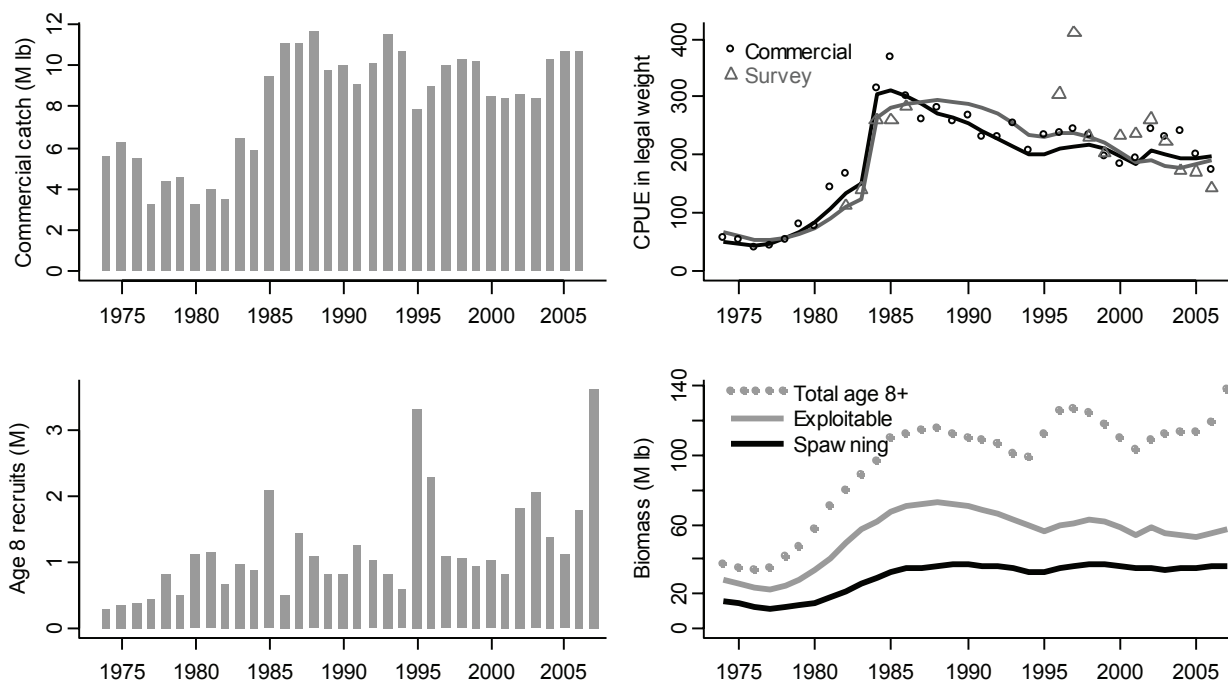 Commercial catch (M lb)
12
10
8
6
4
2
0
1975 1980 1985 1990 1995 2000 2005
CPUE in legal weight
400
300
200
100
0
Commercial
Survey
1975 1980 1985 1990 1995 2000 2005
Age 8 recruits (M)
3
2
1
0
1975 1980 1985 1990 1995 2000 2005
Biomass (M lb)
140
100
60
20
0
Total age 8+
Exploitable
Spawning
1975 1980 1985 1990 1995 2000 2005